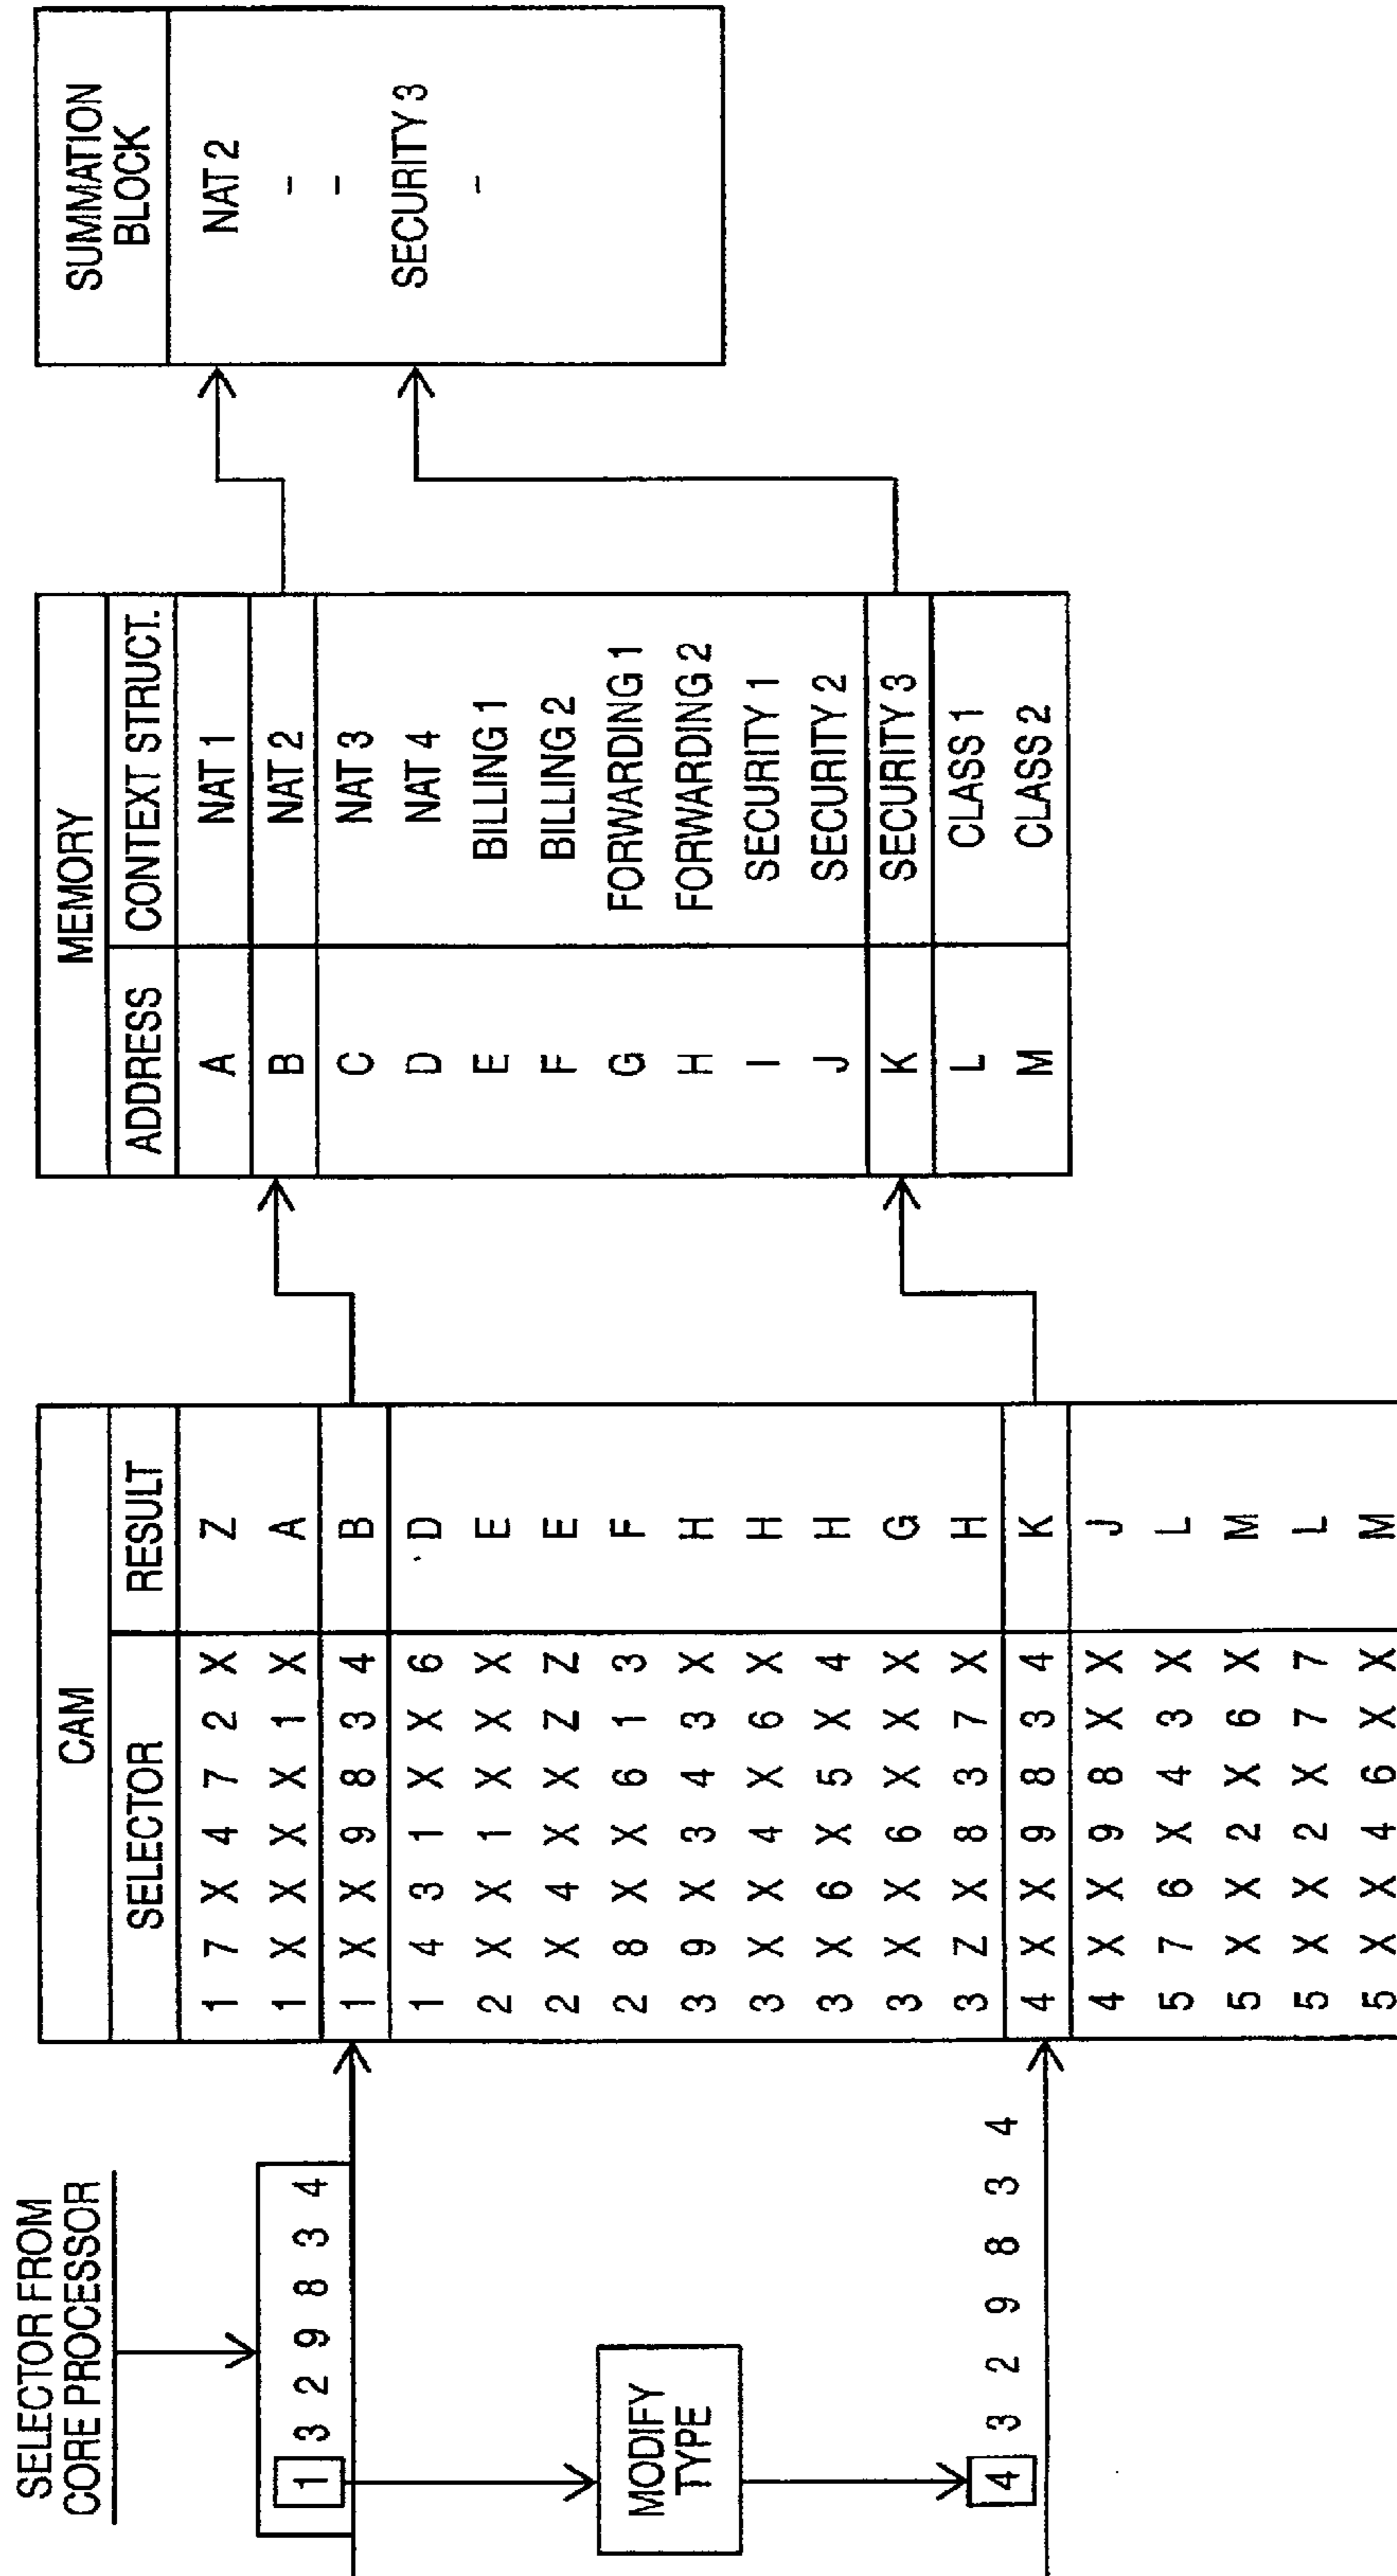 SELECTOR FROM
CORE PROCESSOR
1 3 2 9 8 3 4
MODIFY
TYPE
4 3 2 9 8 3 4
CAM
SELECTOR RESULT
1 7 X 4 7 2 X Z
1 X X X X 1 X A
1 X X 9 8 3 4 B
1 4 3 1 X X 6 D
2 X X 1 X X X E
2 X 4 X X Z Z E
2 8 X X 6 1 3 F
3 9 X 3 4 3 X H
3 X X 4 X 6 X H
3 X 6 X 5 X 4 H
3 X X 6 X X X G
3 Z X 8 3 7 X H
4 X X 9 8 3 4 K
4 X X 9 8 X X J
5 7 6 X 4 3 X L
5 X X 2 X 6 X M
5 X X 2 X 7 7 L
5 X X 4 6 X X M
MEMORY
ADDRESS CONTEXT STRUCT.
A NAT 1
B NAT 2
C NAT 3
D NAT 4
E BILLING 1
F BILLING 2
G FORWARDING 1
H FORWARDING 2
I SECURITY 1
J SECURITY 2
K SECURITY 3
L CLASS 1
M CLASS 2
SUMMATION
BLOCK
NAT 2
-
-
SECURITY 3
-